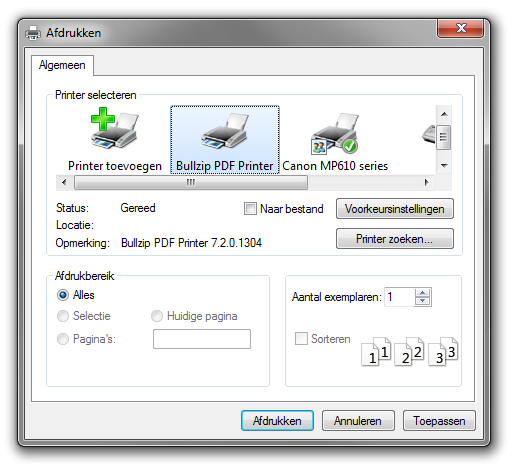 Afdrukken
Algemeen
Printer selecteren
Printer toevoegen Bullzip PDF Printer Canon MP610 series
Status: Gereed Naar bestand Voorkeursinstellingen
Locatie:
Opmerking: Bullzip PDF Printer 7.2.0.1304 Printer zoeken...
Afdrukbereik
Alles
Selectie Huidige pagina
Pagina's:
Aantal exemplaren: 1
Sorteren
1 1 2 2 3 3
Afdrukken Annuleren Toepassen